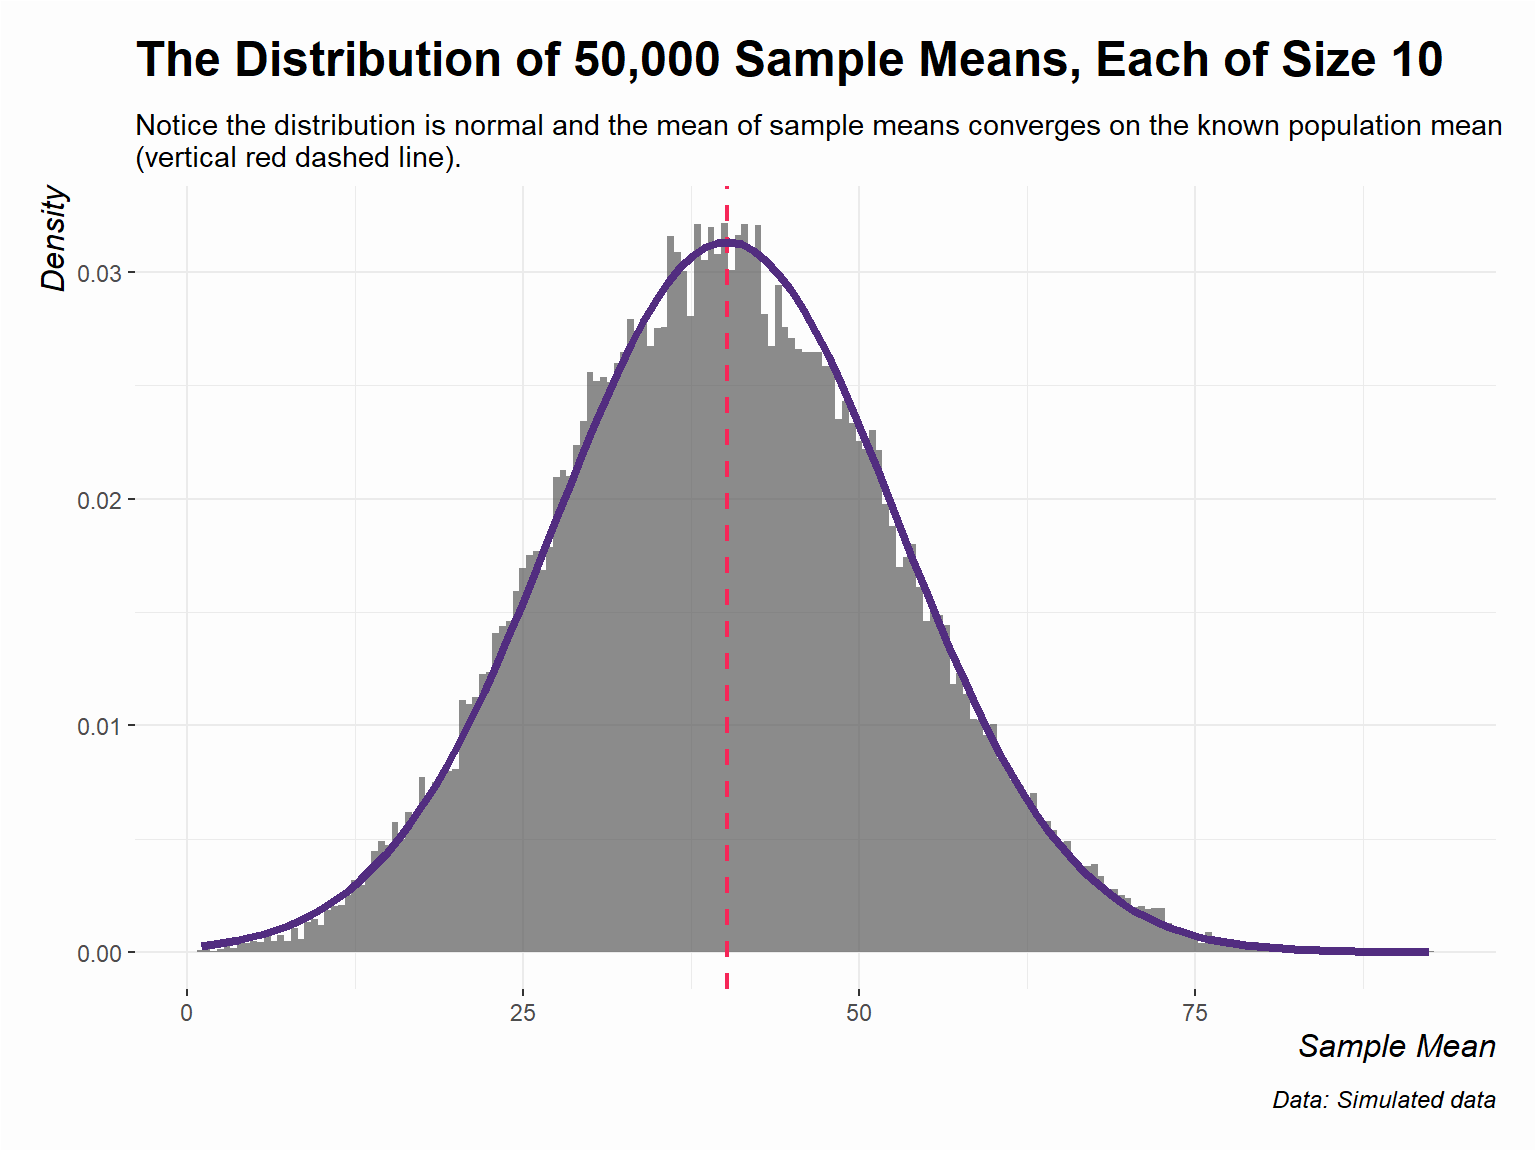 The Distribution of 50,000 Sample Means, Each of Size 10
Notice the distribution is normal and the mean of sample means converges on the known population mean
(vertical red dashed line).
Density
0.03
0.02
0.01
0.00
0
25
50
75
Sample Mean
Data: Simulated data